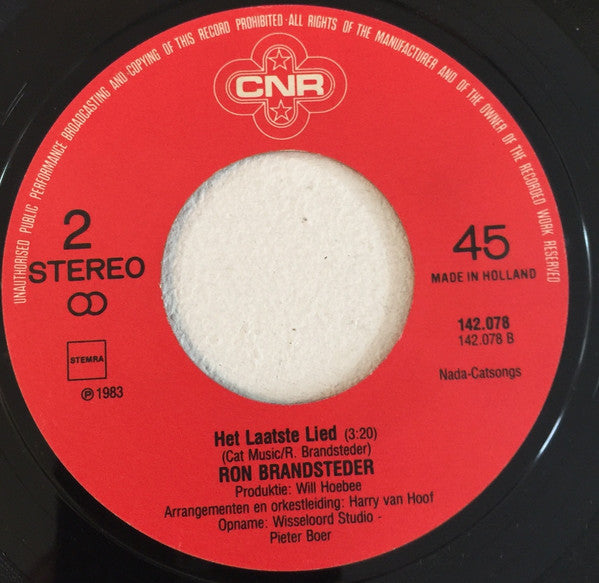 UNAUTHORISED PUBLIC PERFORMANCE BROADCASTING AND COPYING OF THIS RECORD PROHIBITED·ALL RIGHTS OF THE MANUFACTURER AND OF THE OWNER OF THE RECORDED WORK RESERVED
CNR
2
STEREO
45
MADE IN HOLLAND
142.078
142.078 B
STEMRA
Nada-Catsongs
℗ 1983
Het Laatste Lied (3:20)
(Cat Music/R. Brandsteder)
RON BRANDSTEDER
Produktie: Will Hoebee
Arrangementen en orkestleiding: Harry van Hoof
Opname: Wisseloord Studio -
Pieter Boer